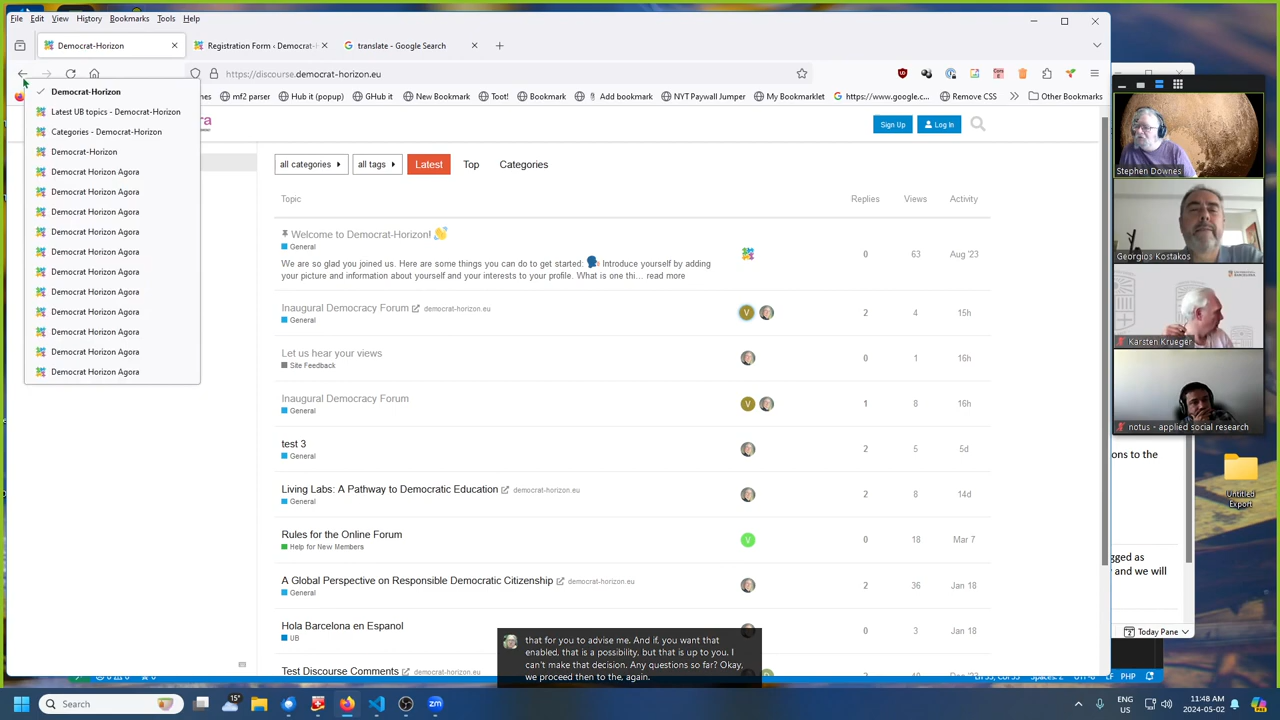 File Edit View History Bookmarks Tools Help
Democrat-Horizon
Registration Form ‹ Democrat-H
translate - Google Search
https://discourse.democrat-horizon.eu
mf2 parser
Hub it (popup)
GHub it
New Note
Toot!
Bookmark
Add bookmark
NYT Paywall Jumper
My Bookmarklet
https://www.google.c...
Remove CSS
Other Bookmarks
Democrat-Horizon
Latest UB topics - Democrat-Horizon
Categories - Democrat-Horizon
Democrat-Horizon
Democrat Horizon Agora
Democrat Horizon Agora
Democrat Horizon Agora
Democrat Horizon Agora
Democrat Horizon Agora
Democrat Horizon Agora
Democrat Horizon Agora
Democrat Horizon Agora
Democrat Horizon Agora
Democrat Horizon Agora
Democrat Horizon Agora
Sign Up
Log In
all categories
all tags
Latest
Top
Categories
Topic Replies Views Activity
Welcome to Democrat-Horizon!
General
We are so glad you joined us. Here are some things you can do to get started: Introduce yourself by adding
your picture and information about yourself and your interests to your profile. What is one thi... read more
0 63 Aug '23
Inaugural Democracy Forum democrat-horizon.eu
General
V
2 4 15h
Let us hear your views
Site Feedback
0 1 16h
Inaugural Democracy Forum
General
V
1 8 16h
test 3
General
2 5 5d
Living Labs: A Pathway to Democratic Education democrat-horizon.eu
General
2 8 14d
Rules for the Online Forum
Help for New Members
V
0 18 Mar 7
A Global Perspective on Responsible Democratic Citizenship democrat-horizon.eu
General
2 36 Jan 18
Hola Barcelona en Espanol
UB
0 3 Jan 18
Test Discourse Comments democrat-horizon.eu
that for you to advise me. And if, you want that
enabled, that is a possibility, but that is up to you. I
can't make that decision. Any questions so far? Okay,
we proceed then to the, again.
Stephen Downes
Georgios Kostakos
Karsten Krueger
notus - applied social research
ons to the
Untitled
Export
gged as
and we will
Today Pane
PHP
Search
15°
ENG
US
11:48 AM
2024-05-02